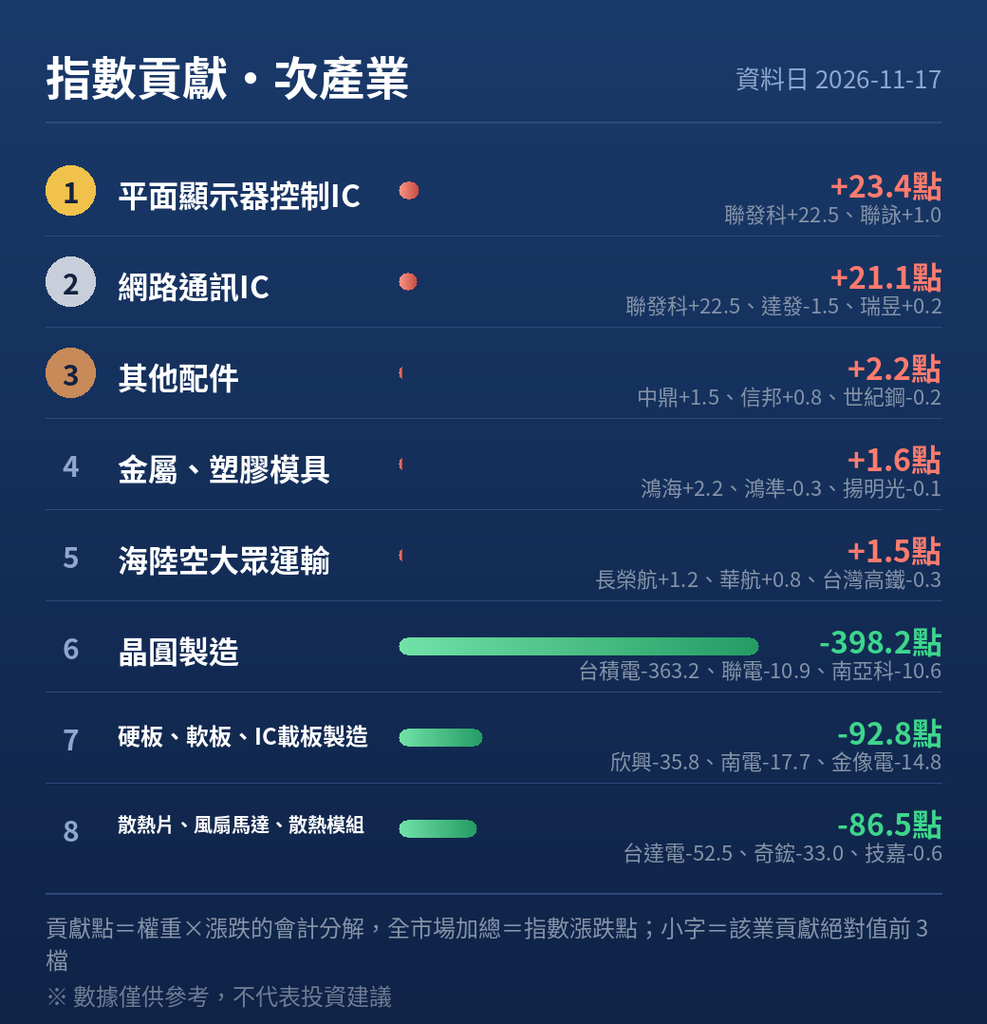 指數貢獻・次產業
資料日 2026-11-17
1 平面顯示器控制IC +23.4點
聯發科+22.5、聯詠+1.0
2 網路通訊IC +21.1點
聯發科+22.5、達發-1.5、瑞昱+0.2
3 其他配件 +2.2點
中鼎+1.5、信邦+0.8、世紀鋼-0.2
4 金屬、塑膠模具 +1.6點
鴻海+2.2、鴻準-0.3、揚明光-0.1
5 海陸空大眾運輸 +1.5點
長榮航+1.2、華航+0.8、台灣高鐵-0.3
6 晶圓製造 -398.2點
台積電-363.2、聯電-10.9、南亞科-10.6
7 硬板、軟板、IC載板製造 -92.8點
欣興-35.8、南電-17.7、金像電-14.8
8 散熱片、風扇馬達、散熱模組 -86.5點
台達電-52.5、奇鋐-33.0、技嘉-0.6
貢獻點＝權重×漲跌的會計分解，全市場加總＝指數漲跌點；小字＝該業貢獻絕對值前 3
檔
※ 數據僅供參考，不代表投資建議